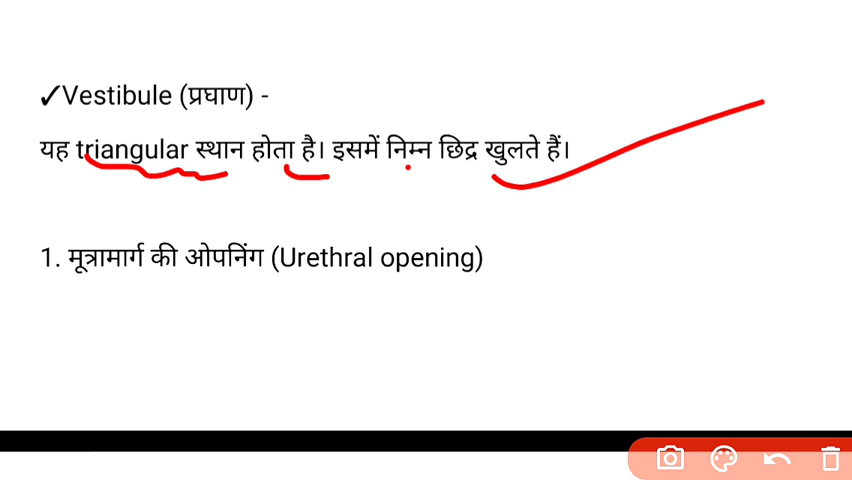 ✓Vestibule (प्रघाण) -
यह triangular स्थान होता है। इसमें निम्न छिद्र खुलते हैं।
1. मूत्रामार्ग की ओपनिंग (Urethral opening)